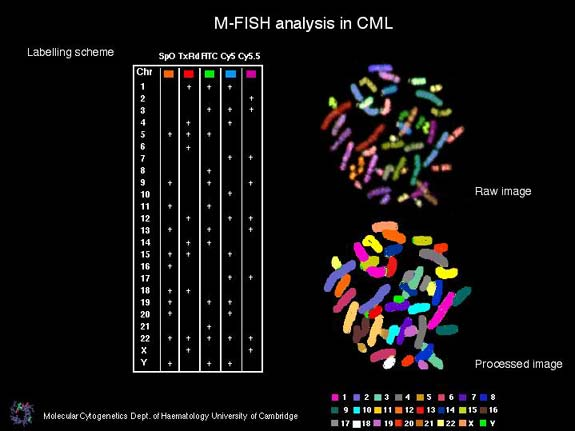 M-FISH analysis in CML
Labelling scheme
SpO TxRd FITC Cy5 Cy5.5
Chr
1 + + +
2 +
3 + + +
4 + +
5 + + +
6 +
7 + +
8 +
9 + + +
10 +
11 + +
12 + + +
13 + + +
14 + +
15 + + +
16 +
17 + +
18 + +
19 + + +
20 + +
21 +
22 + + + + +
X + +
Y + + +
Raw image
Processed image
1 2 3 4 5 6 7 8
9 10 11 12 13 14 15 16
17 18 19 20 21 22 X Y
Molecular Cytogenetics Dept. of Haematology University of Cambridge